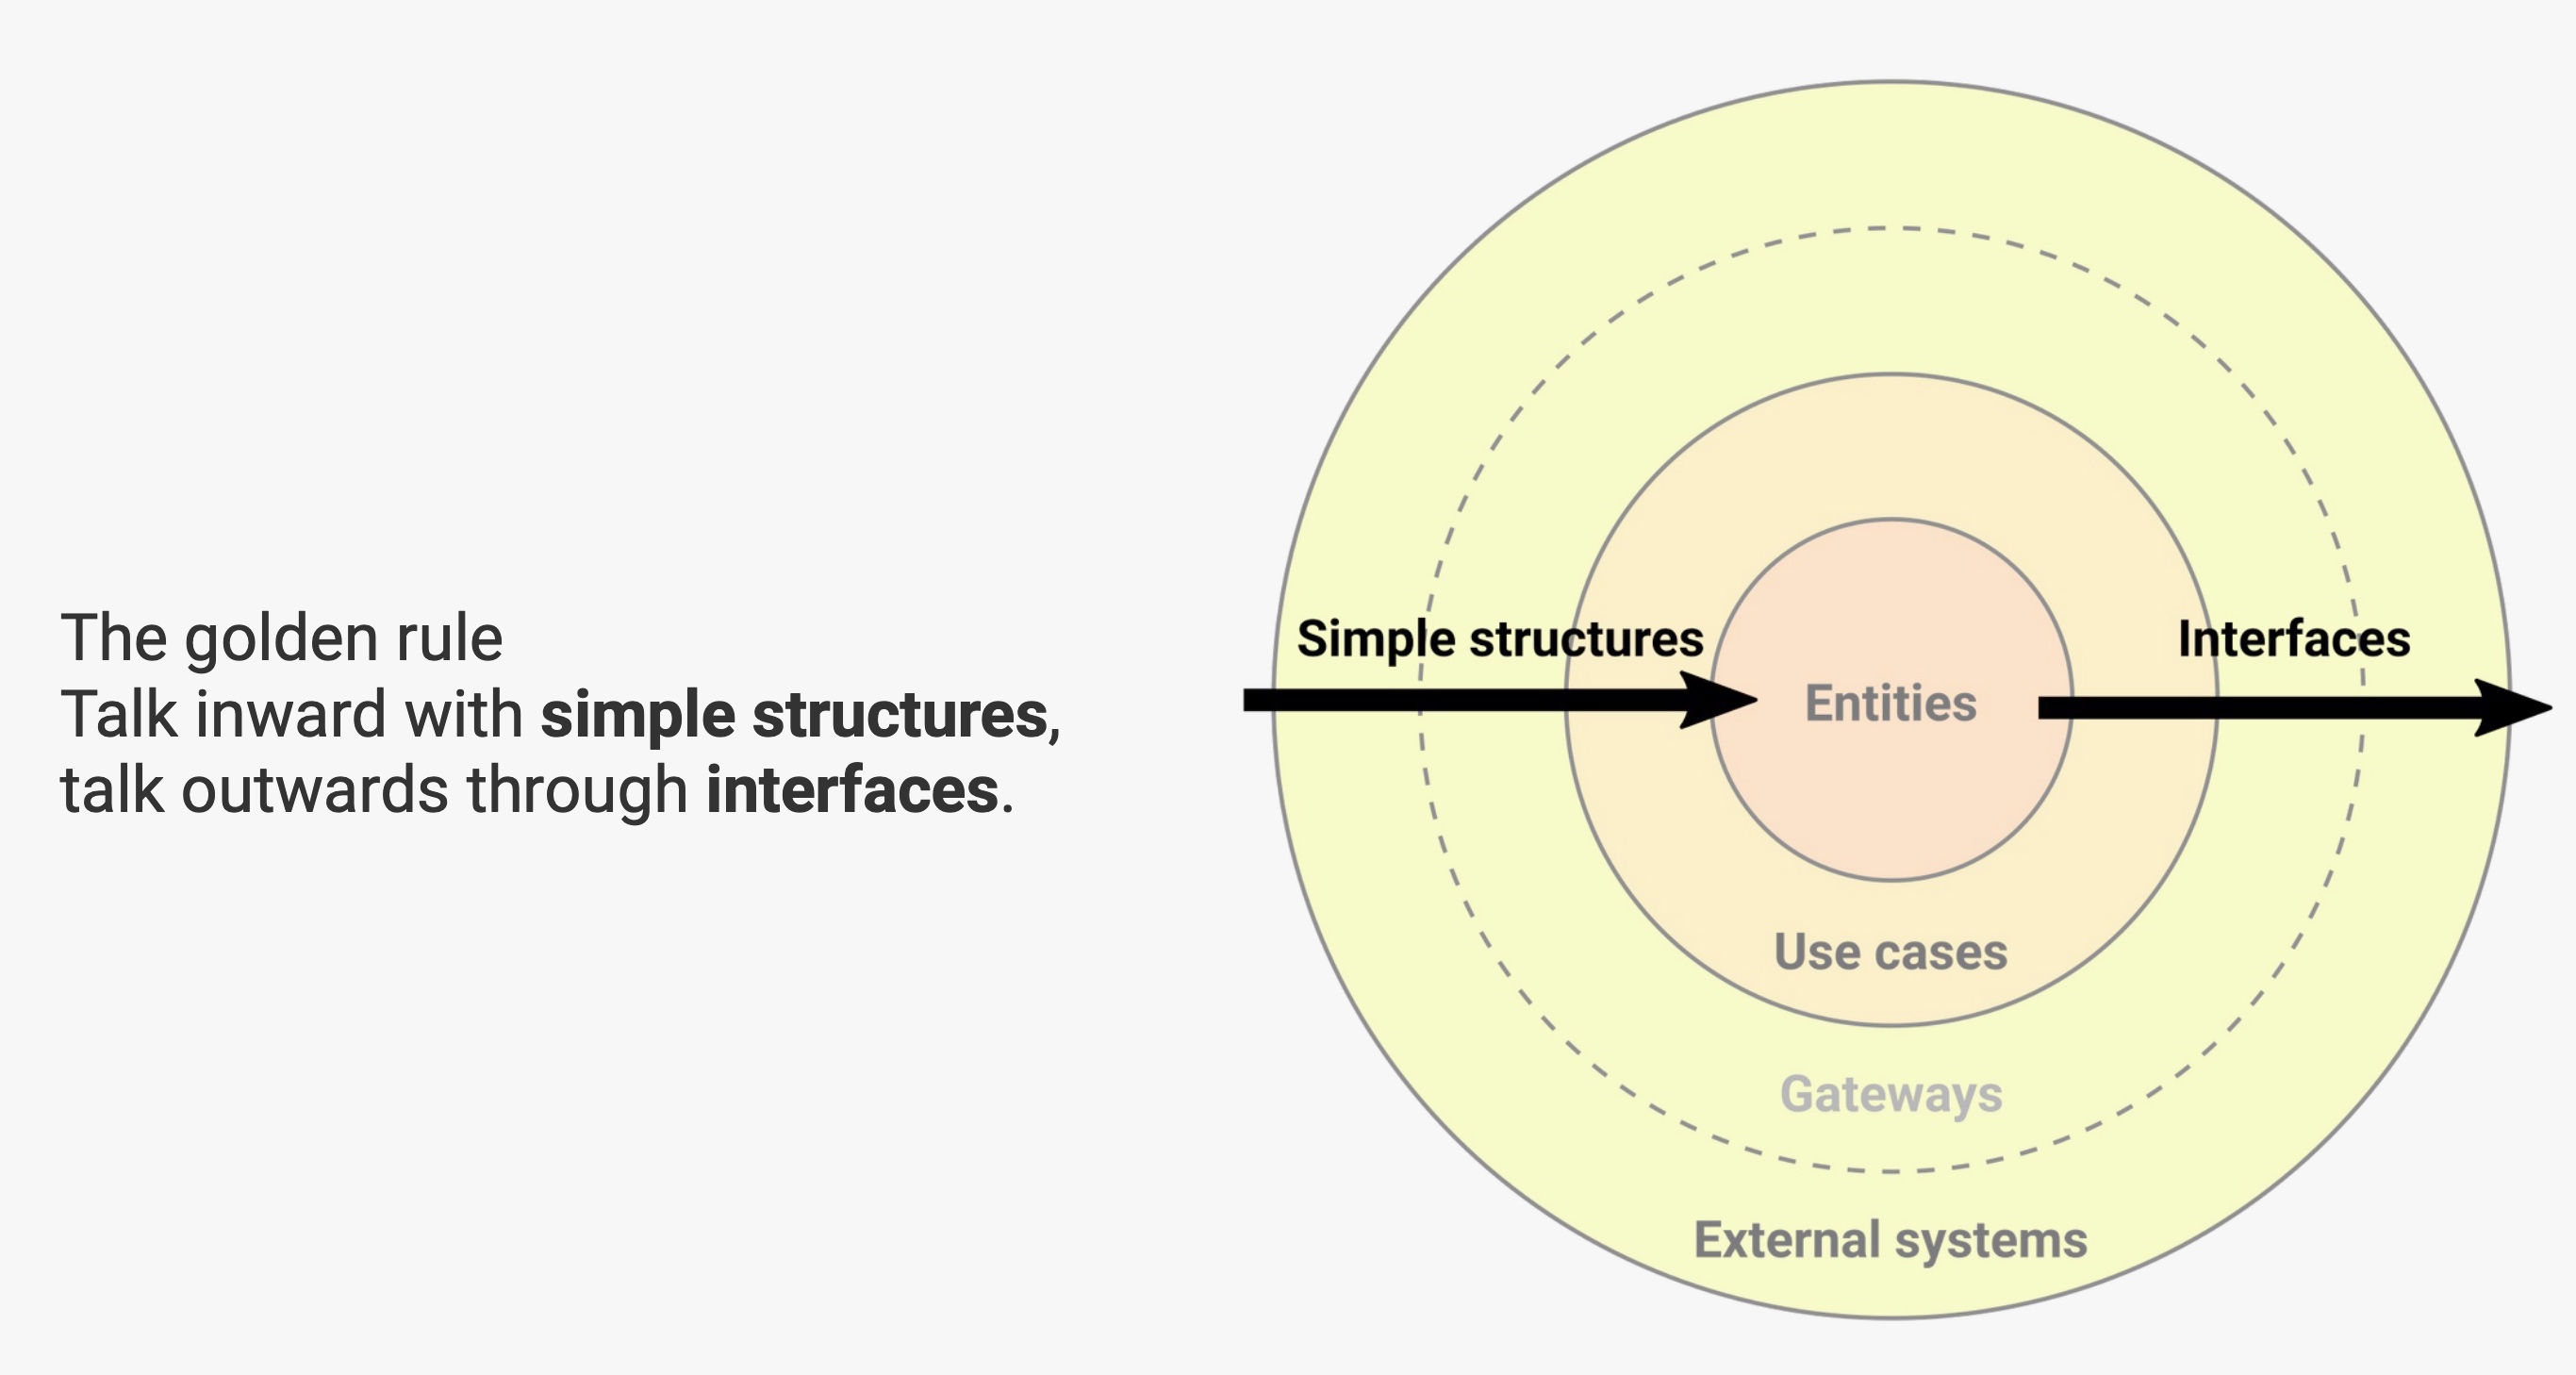 The golden rule
Talk inward with simple structures,
talk outwards through interfaces.
Simple structures
Interfaces
Entities
Use cases
Gateways
External systems